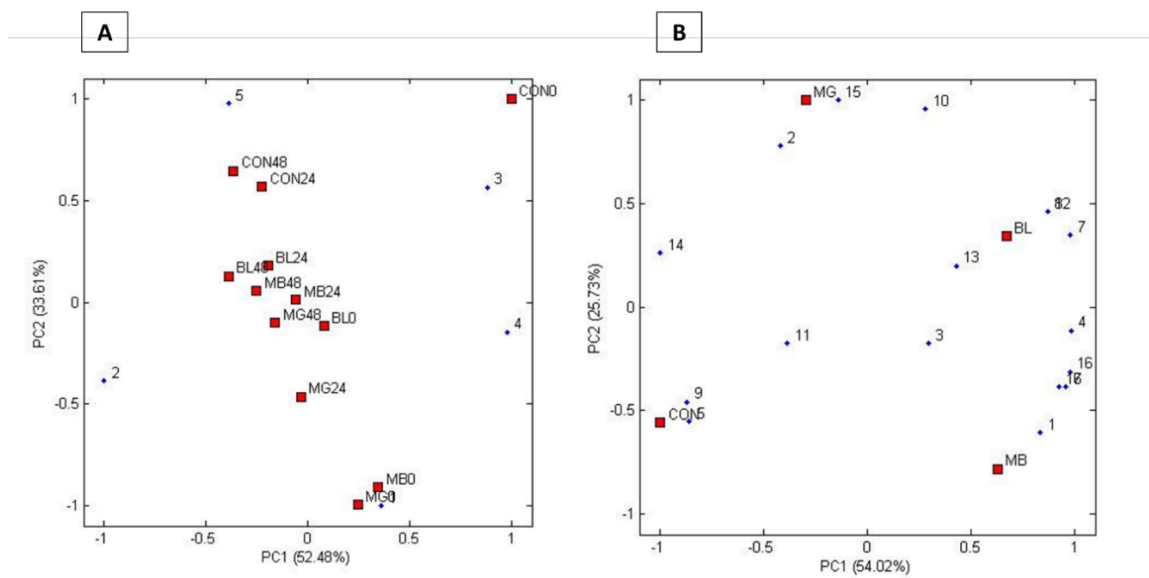 A
B
1
0.5
0
-0.5
-1
-1
-0.5
0
0.5
1
PC2 (33.61%)
PC1 (52.48%)
5
CON0
CON48
CON24
3
BL24
BL48
MB48
MB24
MG48
BL0
4
2
MG24
MB0
MG0
1
1
0.5
0
-0.5
-1
-1
-0.5
0
0.5
1
PC2 (25.73%)
PC1 (54.02%)
MG
15
10
2
BL
7
14
13
4
11
3
16
9
CON
5
1
MB